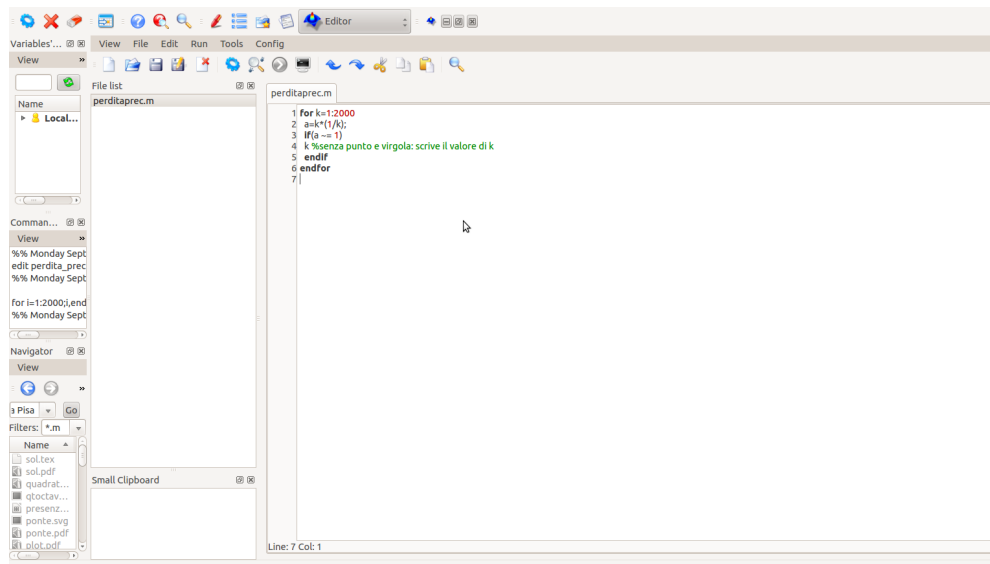 Editor
Variables'...
View File Edit Run Tools Config
View »
File list
perditaprec.m
perditaprec.m
Name
Local...
1 for k=1:2000
2 a=k*(1/k);
3 if(a ~= 1)
4 k %senza punto e virgola: scrive il valore di k
5 endif
6 endfor
7
Comman...
View »
%% Monday Sept
edit perdita_prec
%% Monday Sept
for i=1:2000;i,end
%% Monday Sept
Navigator
View
»
a Pisa Go
Filters: *.m
Name
sol.tex
sol.pdf
quadrat...
qtoctav...
presenz...
ponte.svg
ponte.pdf
plot.pdf
Small Clipboard
Line: 7 Col: 1